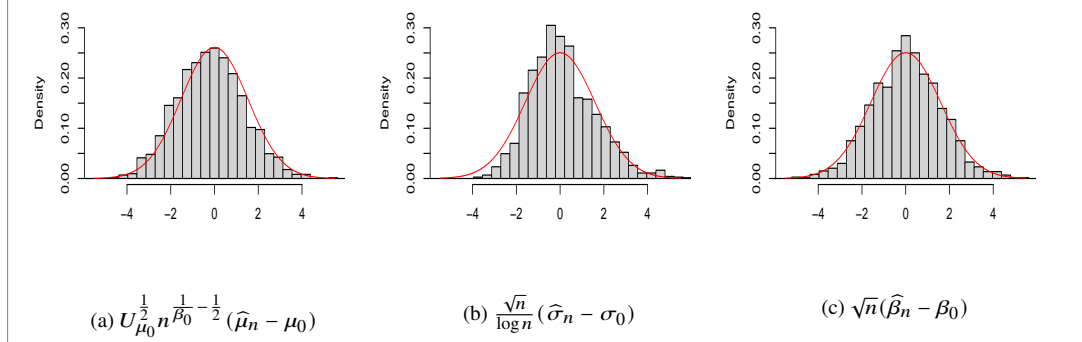 Density
0.00 0.10 0.20 0.30
−4 −2 0 2 4
Density
0.00 0.10 0.20 0.30
−4 −2 0 2 4
Density
0.00 0.10 0.20 0.30
−4 −2 0 2 4
(a) $U_{\mu_0}^{\frac{1}{2}} n^{\frac{1}{\beta_0}-\frac{1}{2}}(\widehat{\mu}_n - \mu_0)$
(b) $\frac{\sqrt{n}}{\log n}(\widehat{\sigma}_n - \sigma_0)$
(c) $\sqrt{n}(\widehat{\beta}_n - \beta_0)$